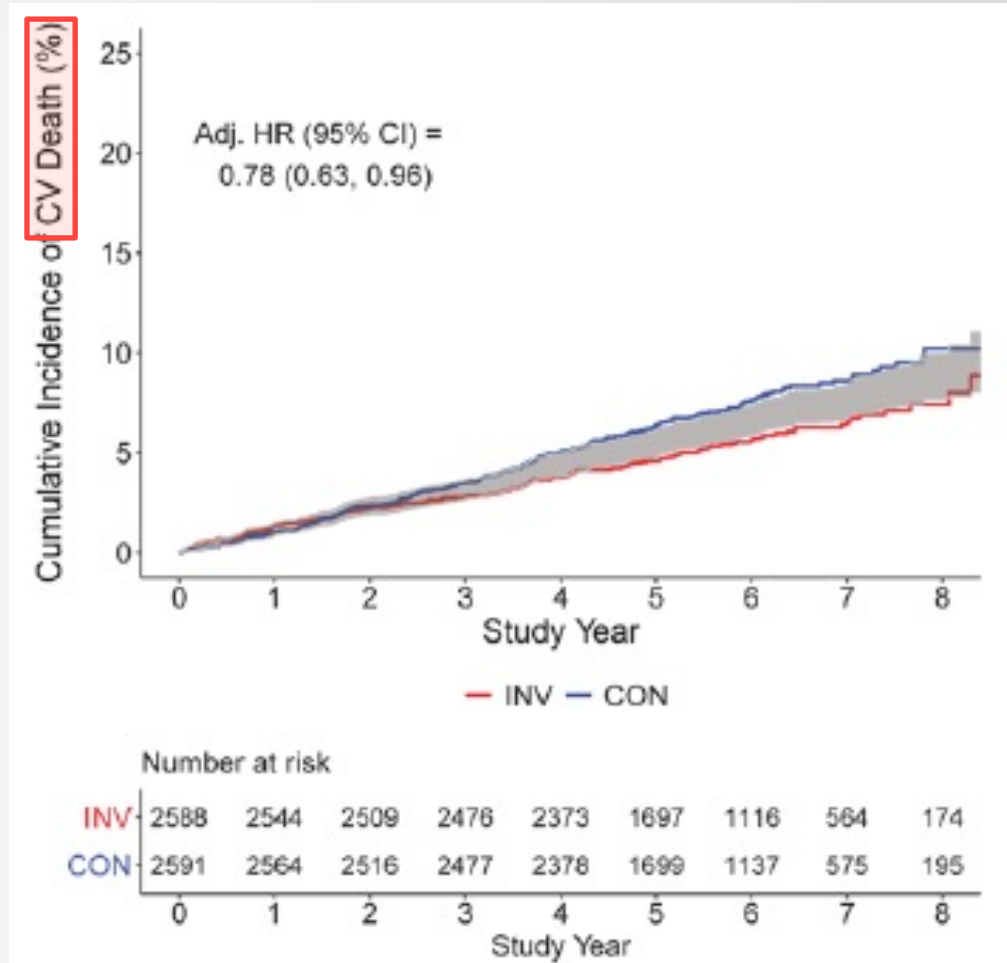 Cumulative Incidence of CV Death (%)
25
20
15
10
5
0
Adj. HR (95% CI) =
0.78 (0.63, 0.96)
0 1 2 3 4 5 6 7 8
Study Year
INV CON
Number at risk
INV 2588 2544 2509 2476 2373 1697 1116 564 174
CON 2591 2564 2516 2477 2378 1699 1137 575 195
0 1 2 3 4 5 6 7 8
Study Year